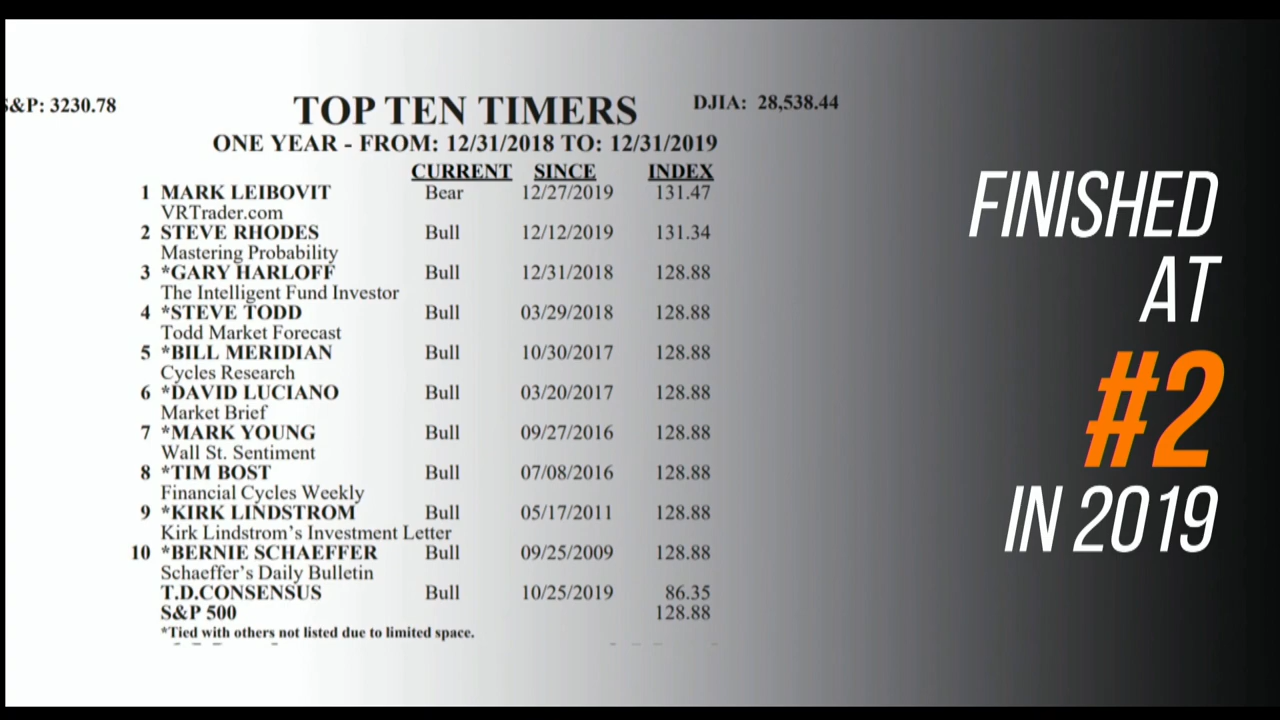 S&P: 3230.78
TOP TEN TIMERS
DJIA: 28,538.44
ONE YEAR - FROM: 12/31/2018 TO: 12/31/2019
CURRENT SINCE INDEX
1 MARK LEIBOVIT Bear 12/27/2019 131.47
VRTrader.com
2 STEVE RHODES Bull 12/12/2019 131.34
Mastering Probability
3 *GARY HARLOFF Bull 12/31/2018 128.88
The Intelligent Fund Investor
4 *STEVE TODD Bull 03/29/2018 128.88
Todd Market Forecast
5 *BILL MERIDIAN Bull 10/30/2017 128.88
Cycles Research
6 *DAVID LUCIANO Bull 03/20/2017 128.88
Market Brief
7 *MARK YOUNG Bull 09/27/2016 128.88
Wall St. Sentiment
8 *TIM BOST Bull 07/08/2016 128.88
Financial Cycles Weekly
9 *KIRK LINDSTROM Bull 05/17/2011 128.88
Kirk Lindstrom's Investment Letter
10 *BERNIE SCHAEFFER Bull 09/25/2009 128.88
Schaeffer's Daily Bulletin
T.D.CONSENSUS Bull 10/25/2019 86.35
S&P 500 128.88
*Tied with others not listed due to limited space.
FINISHED
AT
#2
IN 2019